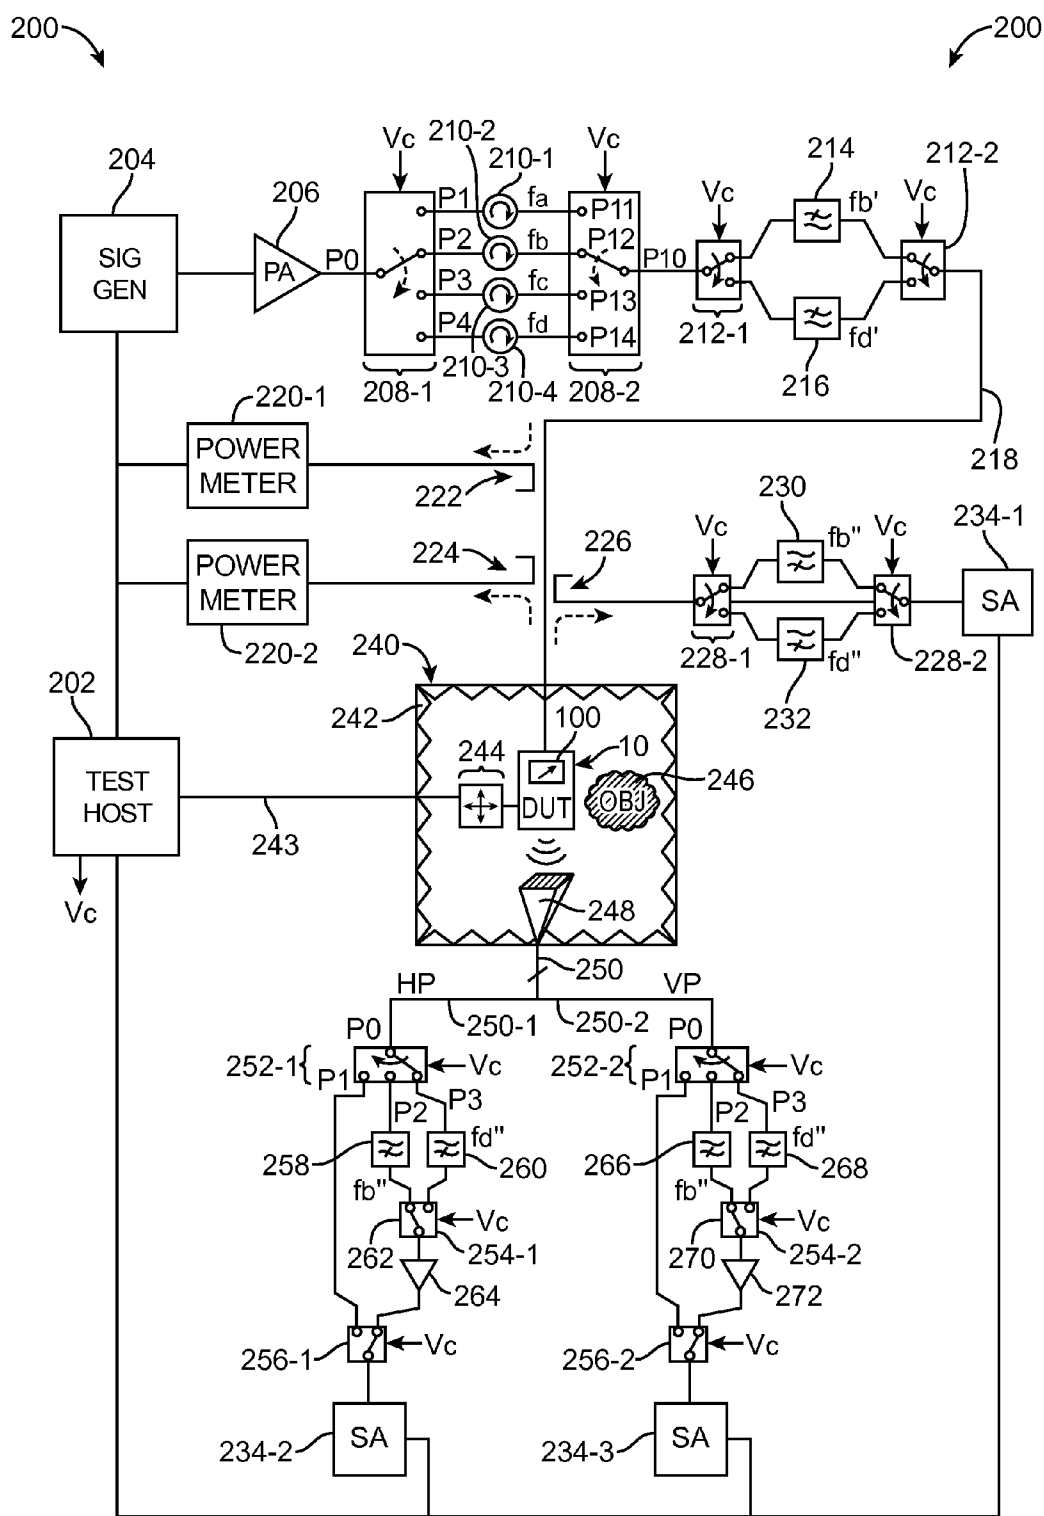 200
200
204
SIG
GEN
206
PA
P0
Vc
210-2
210-1
P1
fa
P2
fb
P3
fc
P4
fd
210-3
210-4
208-1
Vc
P11
P12
P13
P14
208-2
P10
Vc
212-1
214
fb'
216
fd'
Vc
212-2
218
220-1
POWER
METER
222
POWER
METER
220-2
224
226
Vc
228-1
230
fb"
232
fd"
Vc
228-2
234-1
SA
202
TEST
HOST
Vc
243
240
242
244
100
10
DUT
OBJ
246
248
250
HP
VP
250-1
250-2
P0
252-1
P1
Vc
P2
P3
258
fd"
260
fb"
262
Vc
254-1
264
256-1
Vc
234-2
SA
P0
252-2
P1
Vc
P2
P3
266
fd"
268
fb"
270
Vc
254-2
272
256-2
Vc
234-3
SA